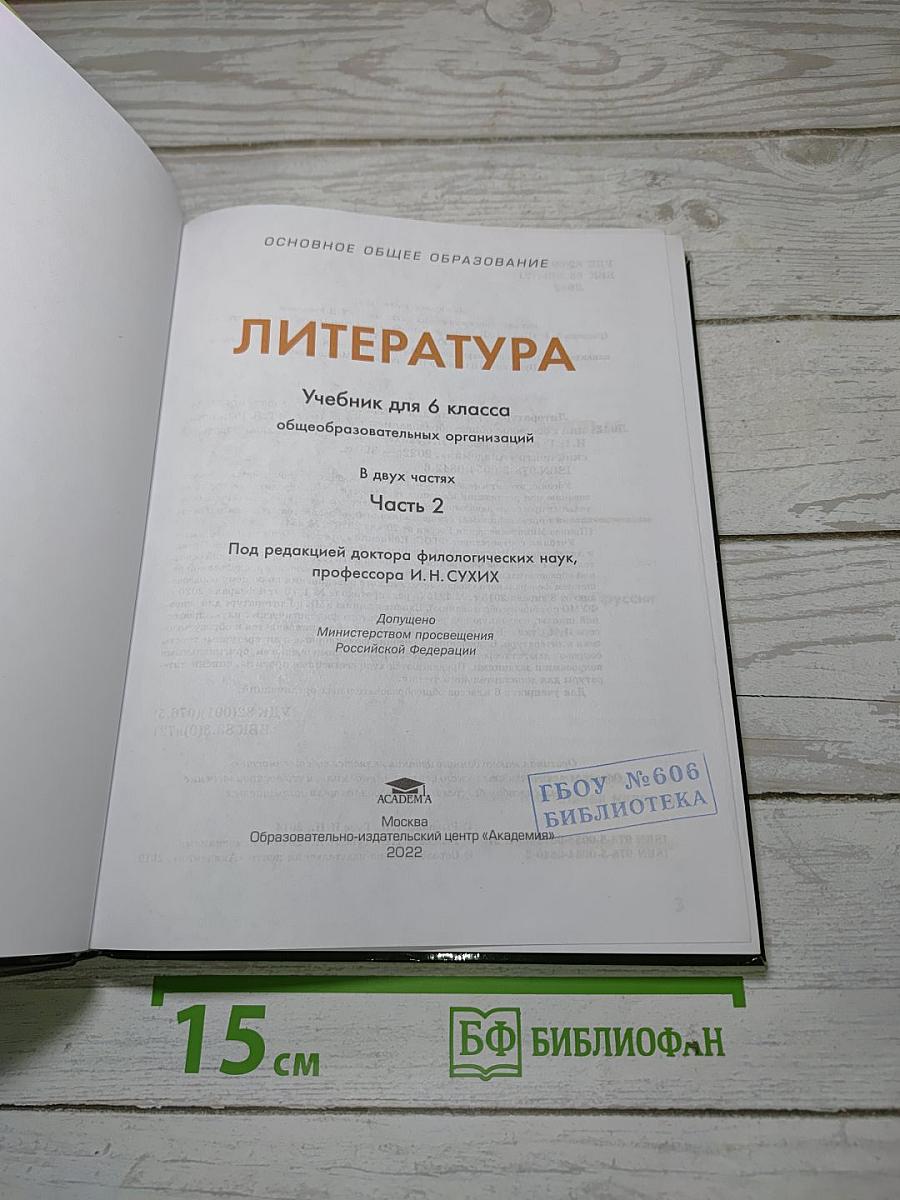 ОСНОВНОЕ ОБЩЕЕ ОБРАЗОВАНИЕ
ЛИТЕРАТУРА
Учебник для 6 класса
общеобразовательных организаций
В двух частях
Часть 2
Под редакцией доктора филологических наук,
профессора И. Н. СУХИХ
Допущено
Министерством просвещения
Российской Федерации
ACADEMA
Москва
Образовательно-издательский центр «Академия»
2022
ГБОУ №606
БИБЛИОТЕКА
15 см
БФ БИБЛИОФАН